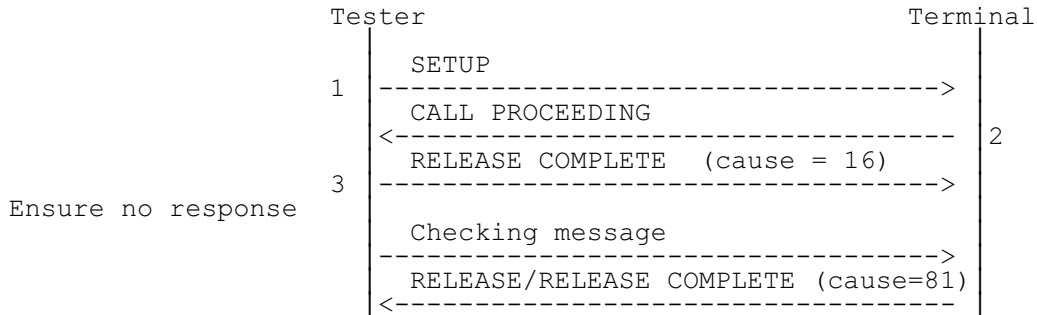 Tester Terminal
SETUP
1 ------------------------------------>
CALL PROCEEDING
<------------------------------------ 2
RELEASE COMPLETE (cause = 16)
3 ------------------------------------>
Ensure no response
Checking message
------------------------------------>
RELEASE/RELEASE COMPLETE (cause=81)
<------------------------------------